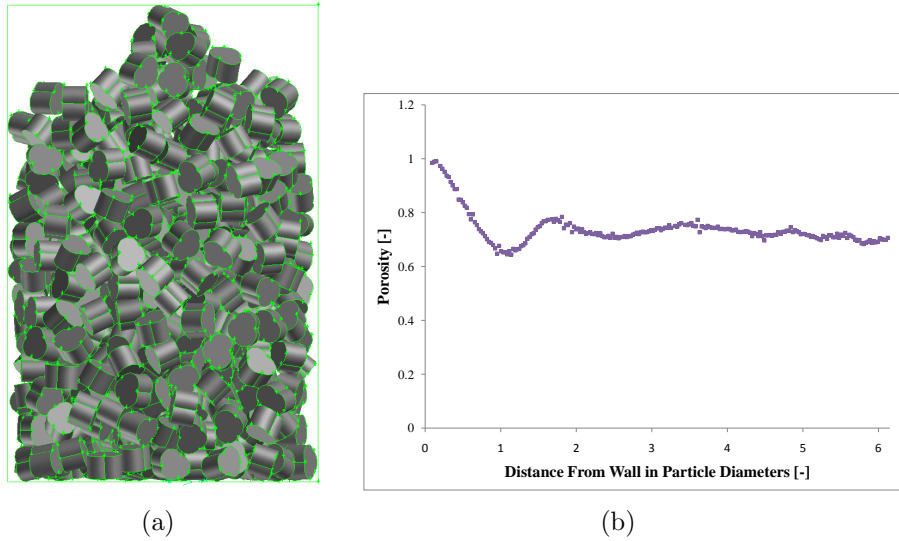 1.2
1
0.8
0.6
0.4
0.2
0
Porosity [-]
0 1 2 3 4 5 6
Distance From Wall in Particle Diameters [-]
(a) (b)